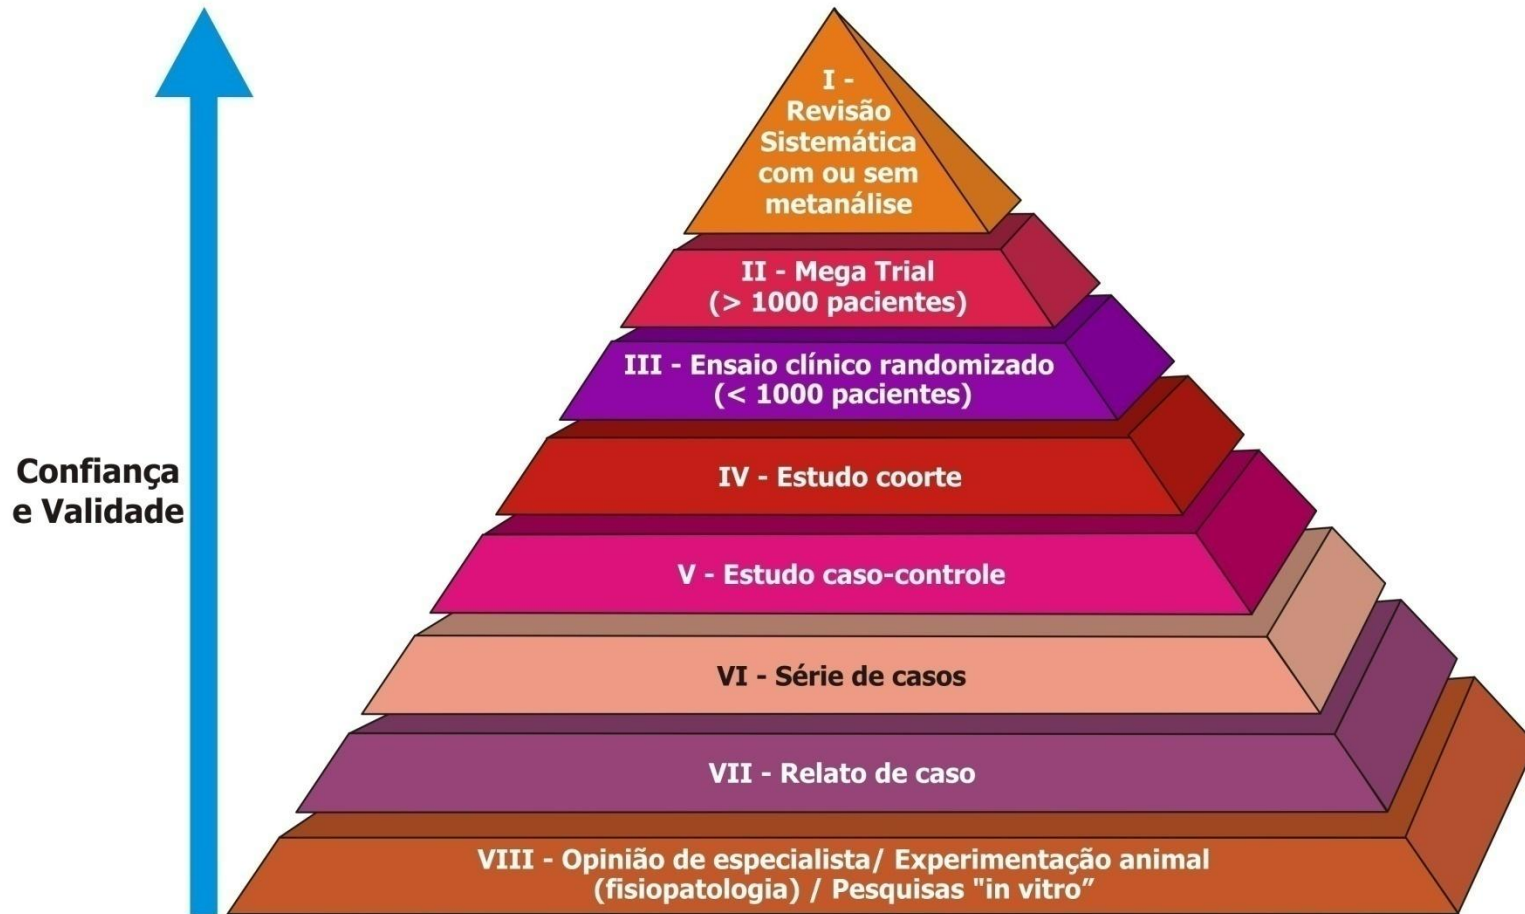 I -
Revisão
Sistemática
com ou sem
metanálise
II - Mega Trial
(> 1000 pacientes)
III - Ensaio clínico randomizado
(< 1000 pacientes)
IV - Estudo coorte
Confiança
e Validade
V - Estudo caso-controle
VI - Série de casos
VII - Relato de caso
VIII - Opinião de especialista/ Experimentação animal
(fisiopatologia) / Pesquisas "in vitro”